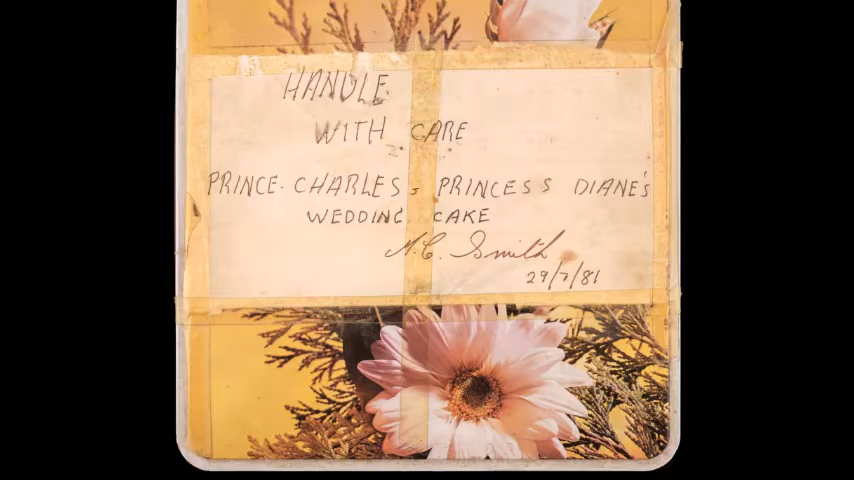 HANDLE
WITH CARE
PRINCE. CHARLES, PRINCESS DIANE'S
WEDDING CAKE
M.C. Smith
29/7/81